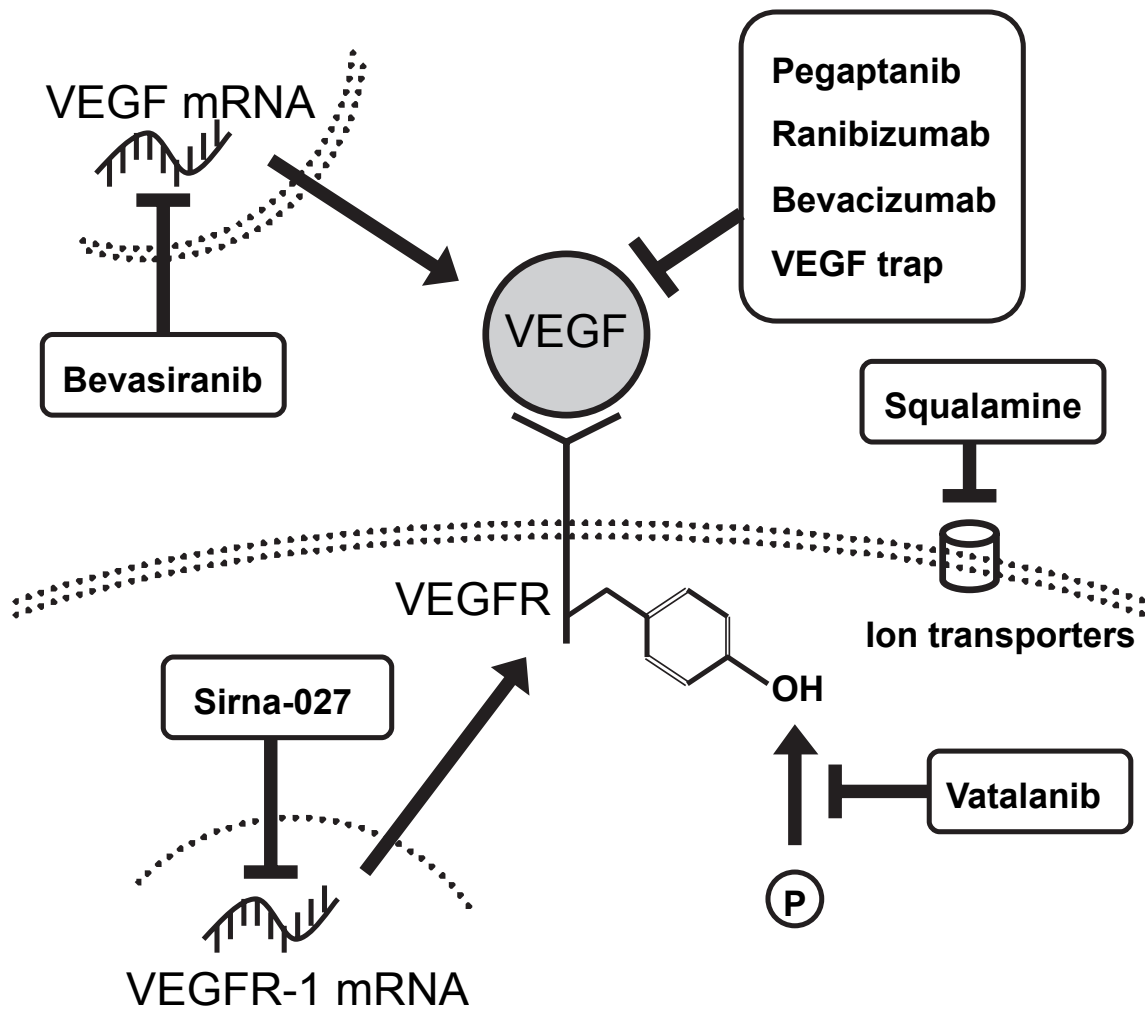 VEGF mRNA
Pegaptanib
Ranibizumab
Bevacizumab
VEGF trap
VEGF
Bevasiranib
Squalamine
VEGFR
Ion transporters
OH
Sirna-027
Vatalanib
P
VEGFR-1 mRNA